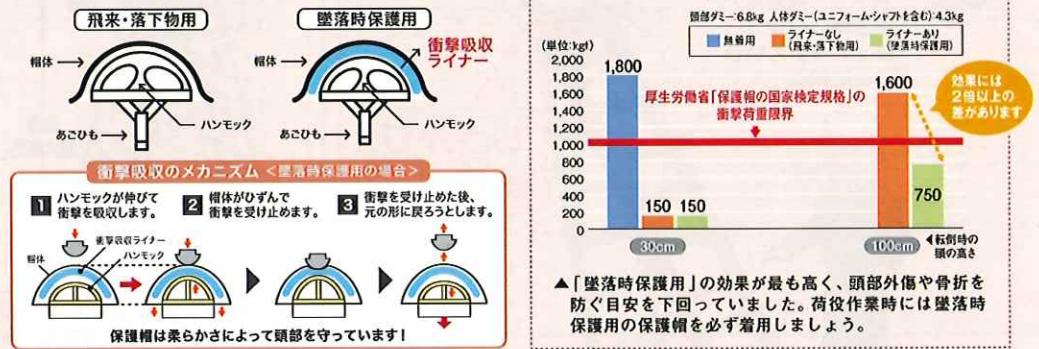 飛来・落下物用
帽体
あごひも
ハンモック
墜落時保護用
帽体
衝撃吸収
ライナー
あごひも
ハンモック
衝撃吸収のメカニズム <墜落時保護用の場合>
1 ハンモックが伸びて
衝撃を吸収します。
2 帽体がひずんで
衝撃を受け止めます。
3 衝撃を受け止めた後、
元の形に戻ろうとします。
衝撃吸収ライナー
ハンモック
帽体
保護帽は柔らかさによって頭部を守っています!
頭部ダミー:6.8kg 人体ダミー(ユニフォーム・シャフトを含む):4.3kg
無着用
ライナーなし
(飛来・落下物用)
ライナーあり
(墜落時保護用)
(単位:kgf)
2,000
1,800
1,600
1,400
1,200
1,000
800
600
400
200
0
1,800
150
150
1,600
750
厚生労働省「保護帽の国家検定規格」の
衝撃荷重限界
効果には
2倍以上の
差があります
30cm
100cm
◀転倒時の
頭の高さ
▲「墜落時保護用」の効果が最も高く、頭部外傷や骨折を
防ぐ目安を下回っていました。荷役作業時には墜落時
保護用の保護帽を必ず着用しましょう。